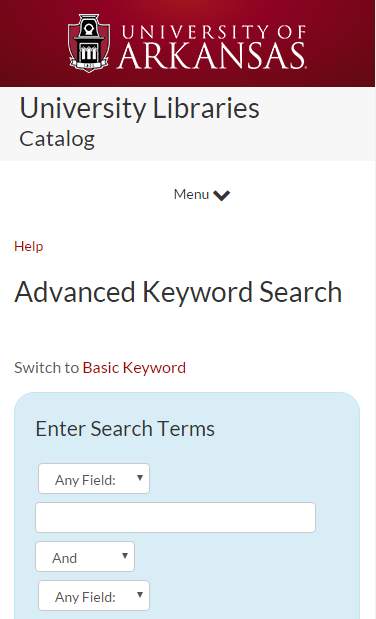 UNIVERSITY OF
ARKANSAS.
1871
University Libraries
Catalog
Menu
Help
Advanced Keyword Search
Switch to Basic Keyword
Enter Search Terms
Any Field:
And
Any Field: